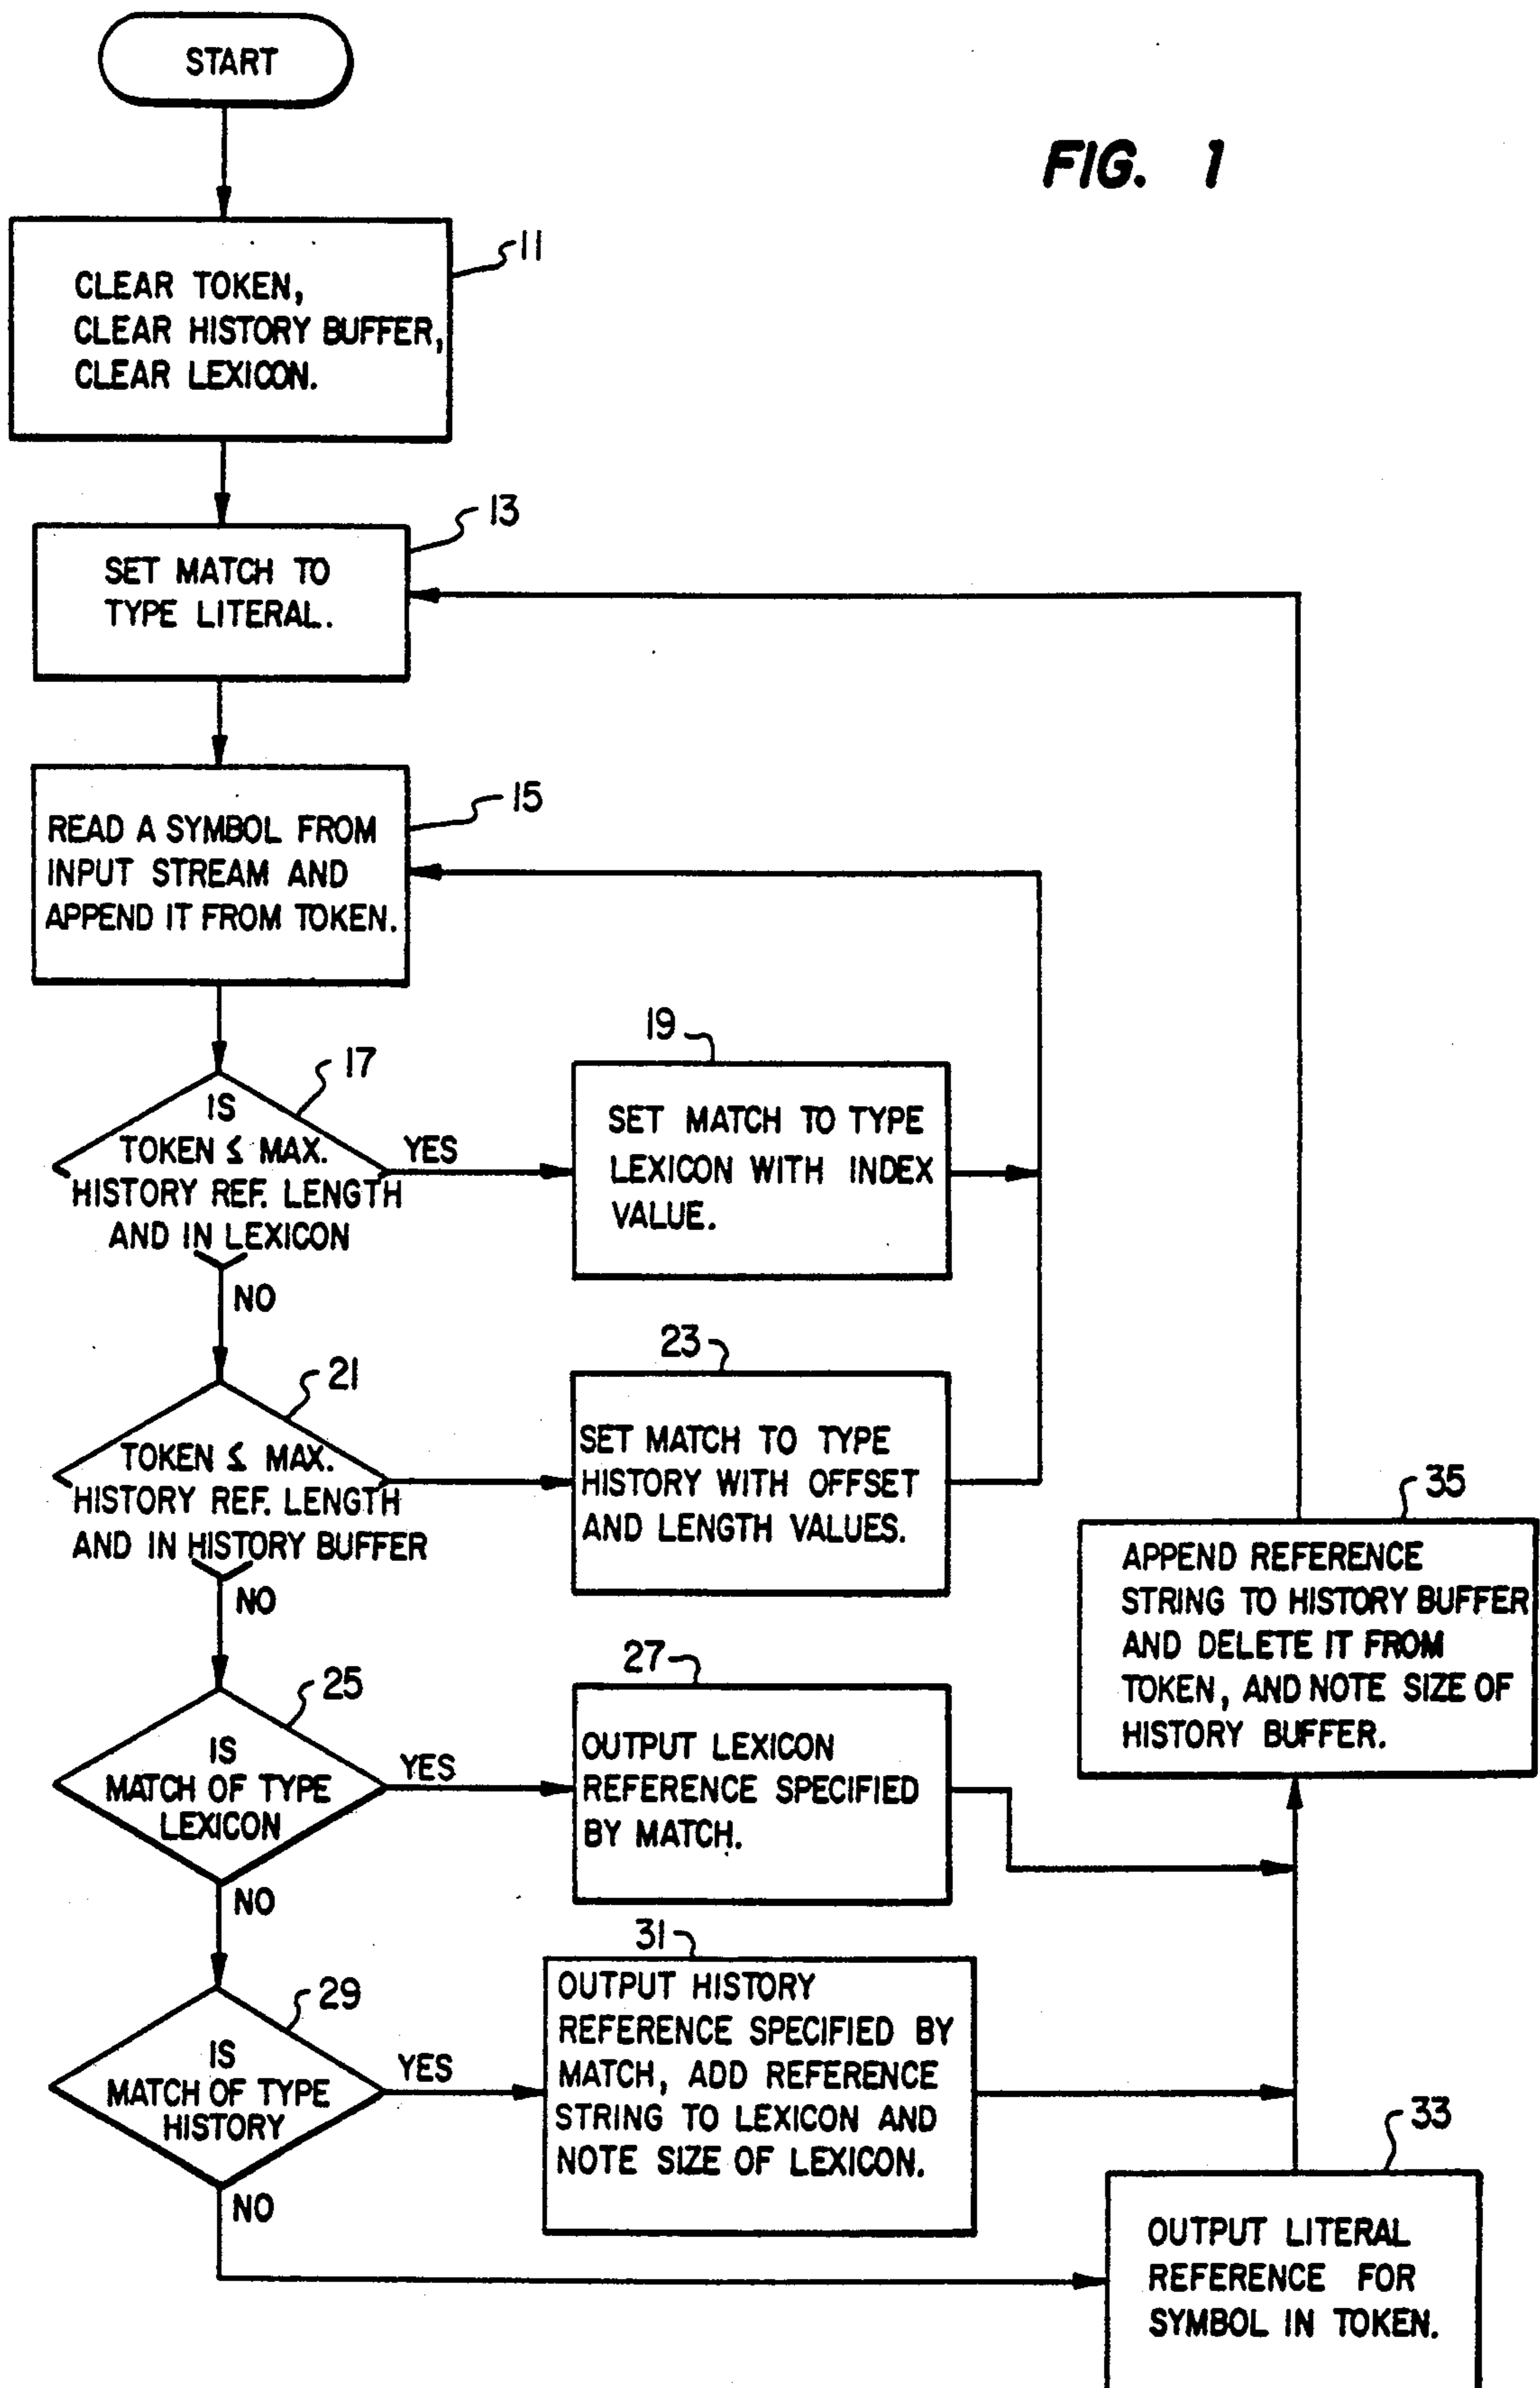 START
FIG. 1
11
CLEAR TOKEN,
CLEAR HISTORY BUFFER,
CLEAR LEXICON.
13
SET MATCH TO
TYPE LITERAL.
15
READ A SYMBOL FROM
INPUT STREAM AND
APPEND IT FROM TOKEN.
17
IS
TOKEN ≤ MAX.
HISTORY REF. LENGTH
AND IN LEXICON
YES
NO
19
SET MATCH TO TYPE
LEXICON WITH INDEX
VALUE.
21
TOKEN ≤ MAX.
HISTORY REF. LENGTH
AND IN HISTORY BUFFER
NO
23
SET MATCH TO TYPE
HISTORY WITH OFFSET
AND LENGTH VALUES.
25
IS
MATCH OF TYPE
LEXICON
YES
NO
27
OUTPUT LEXICON
REFERENCE SPECIFIED
BY MATCH.
29
IS
MATCH OF TYPE
HISTORY
YES
NO
31
OUTPUT HISTORY
REFERENCE SPECIFIED BY
MATCH, ADD REFERENCE
STRING TO LEXICON AND
NOTE SIZE OF LEXICON.
35
APPEND REFERENCE
STRING TO HISTORY BUFFER
AND DELETE IT FROM
TOKEN, AND NOTE SIZE OF
HISTORY BUFFER.
33
OUTPUT LITERAL
REFERENCE FOR
SYMBOL IN TOKEN.